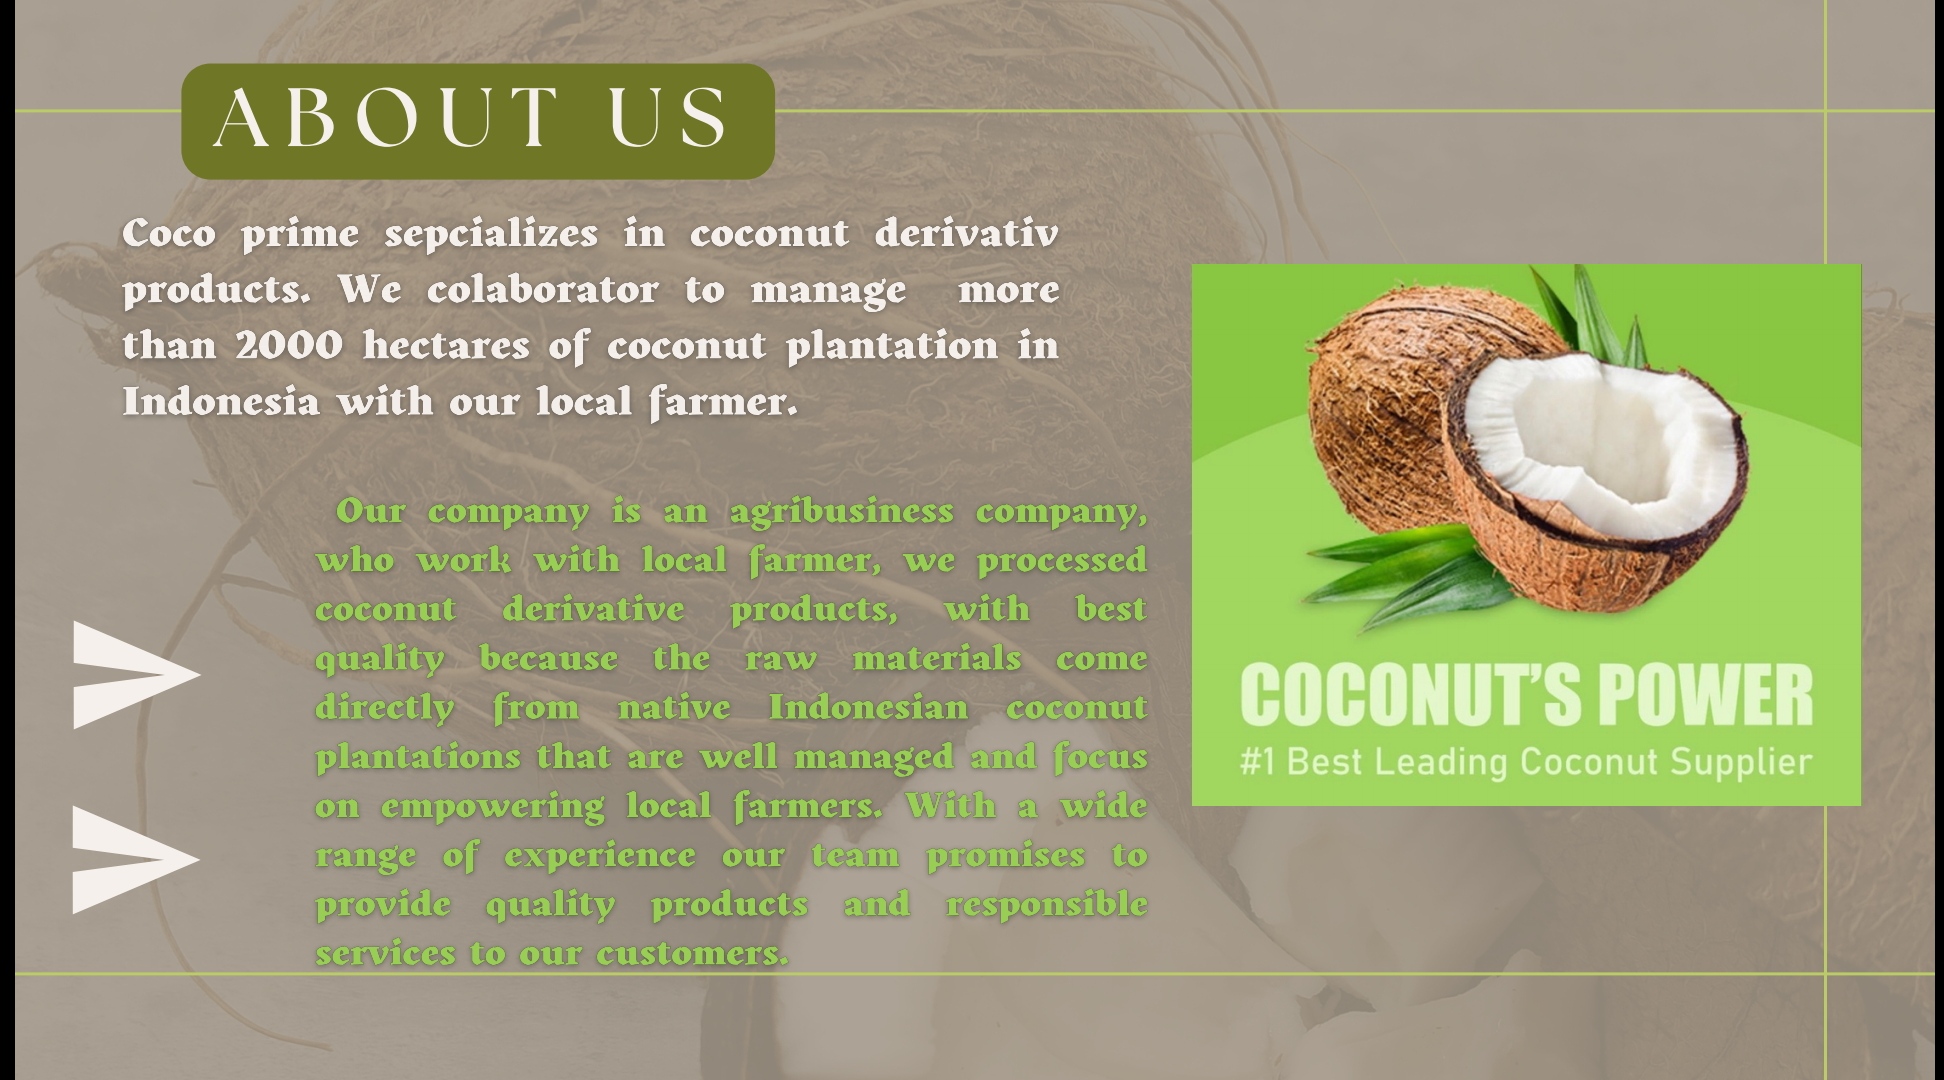 ABOUT US
Coco prime sepcializes in coconut derivativ
products. We colaborator to manage more
than 2000 hectares of coconut plantation in
Indonesia with our local farmer.
Our company is an agribusiness company,
who work with local farmer, we processed
coconut derivative products, with best
quality because the raw materials come
directly from native Indonesian coconut
plantations that are well managed and focus
on empowering local farmers. With a wide
range of experience our team promises to
provide quality products and responsible
services to our customers.
COCONUT'S POWER
#1 Best Leading Coconut Supplier